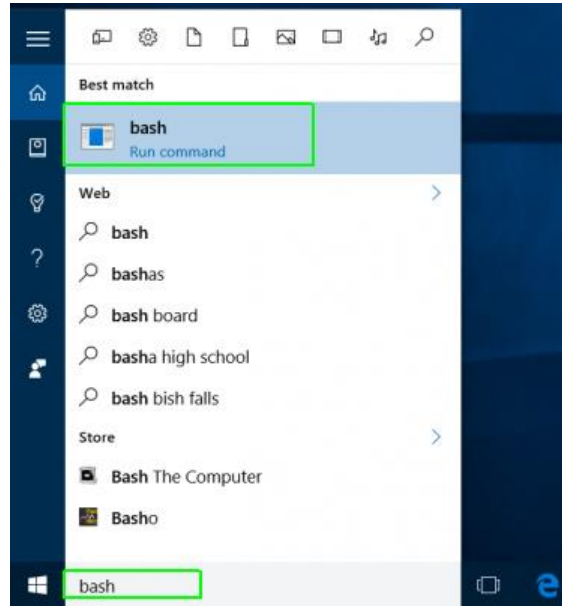 Best match
bash
Run command
Web
bash
bashas
bash board
basha high school
bash bish falls
Store
Bash The Computer
Basho
bash